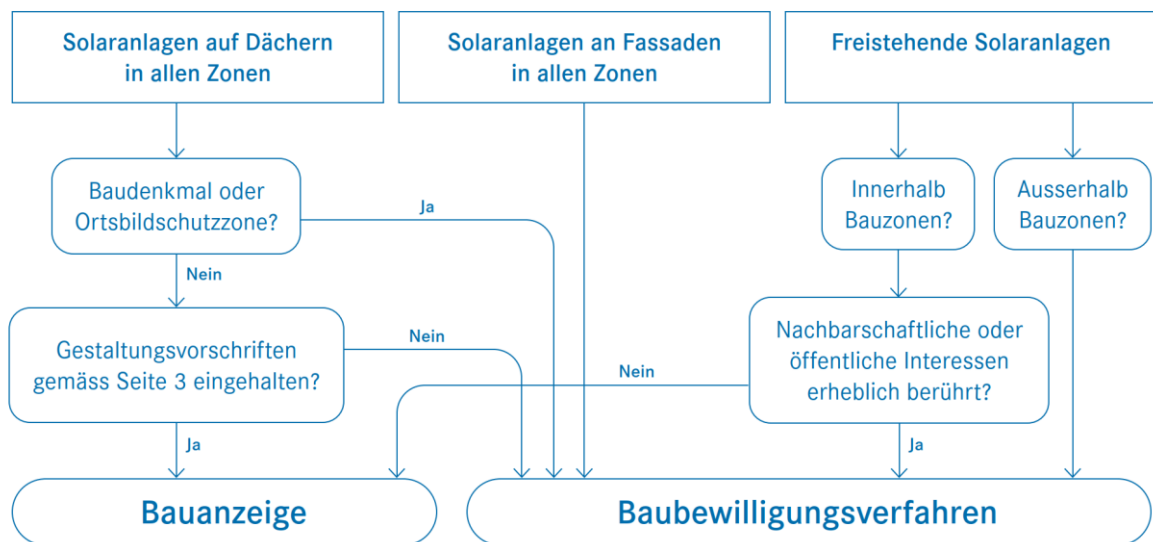 Solaranlagen auf Dächern
in allen Zonen
Solaranlagen an Fassaden
in allen Zonen
Freistehende Solaranlagen
Baudenkmal oder
Ortsbildschutzzone?
Ja
Innerhalb
Bauzonen?
Ausserhalb
Bauzonen?
Nein
Gestaltungsvorschriften
gemäss Seite 3 eingehalten?
Nein
Nein
Nachbarschaftliche oder
öffentliche Interessen
erheblich berührt?
Ja
Ja
Bauanzeige
Baubewilligungsverfahren